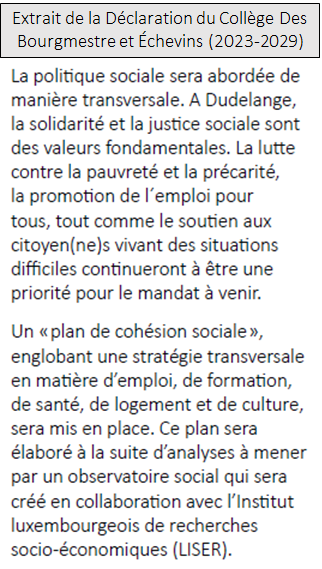 Extrait de la Déclaration du Collège Des
Bourgmestre et Échevins (2023-2029)
La politique sociale sera abordée de
manière transversale. A Dudelange,
la solidarité et la justice sociale sont
des valeurs fondamentales. La lutte
contre la pauvreté et la précarité,
la promotion de l´emploi pour
tous, tout comme le soutien aux
citoyen(ne)s vivant des situations
difficiles continueront à être une
priorité pour le mandat à venir.
Un «plan de cohésion sociale»,
englobant une stratégie transversale
en matière d’emploi, de formation,
de santé, de logement et de culture,
sera mis en place. Ce plan sera
élaboré à la suite d’analyses à mener
par un observatoire social qui sera
créé en collaboration avec l’Institut
luxembourgeois de recherches
socio-économiques (LISER).